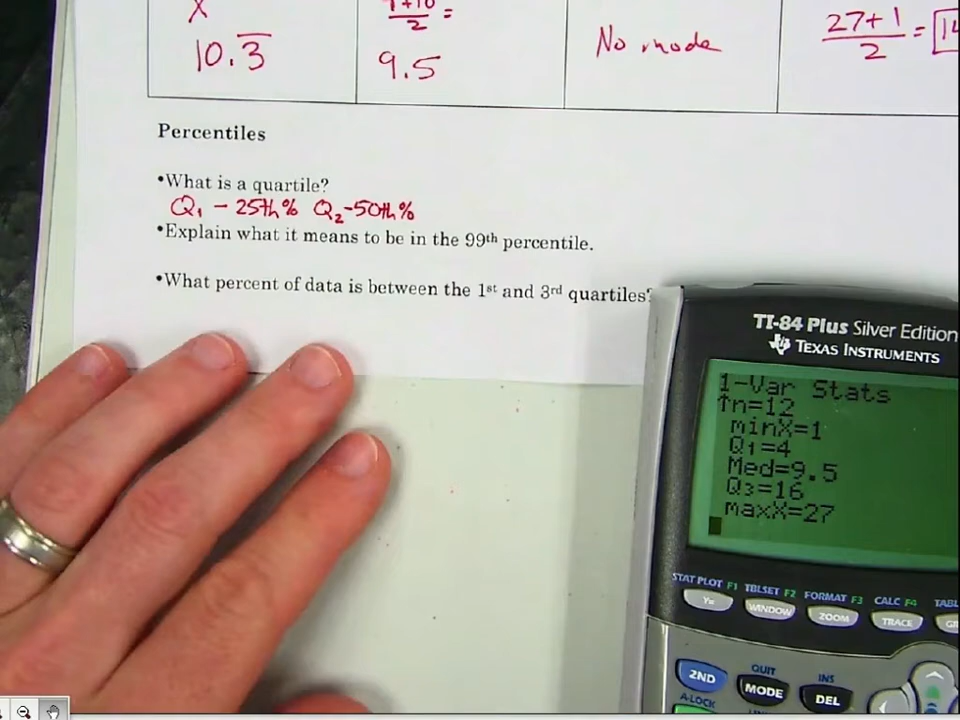 x
9+10
2 =
10.3
9.5
No mode
27+1
2 =
Percentiles
•What is a quartile?
Q1 - 25th% Q2-50th%
•Explain what it means to be in the 99th percentile.
•What percent of data is between the 1st and 3rd quartiles?
TI-84 Plus Silver Edition
TEXAS INSTRUMENTS
1-Var Stats
↑n=12
minX=1
Q1=4
Med=9.5
Q3=16
maxX=27
STAT PLOT F1 TBLSET F2 FORMAT F3 CALC F4
Y= WINDOW ZOOM TRACE
QUIT INS
2ND MODE DEL
A-LOCK